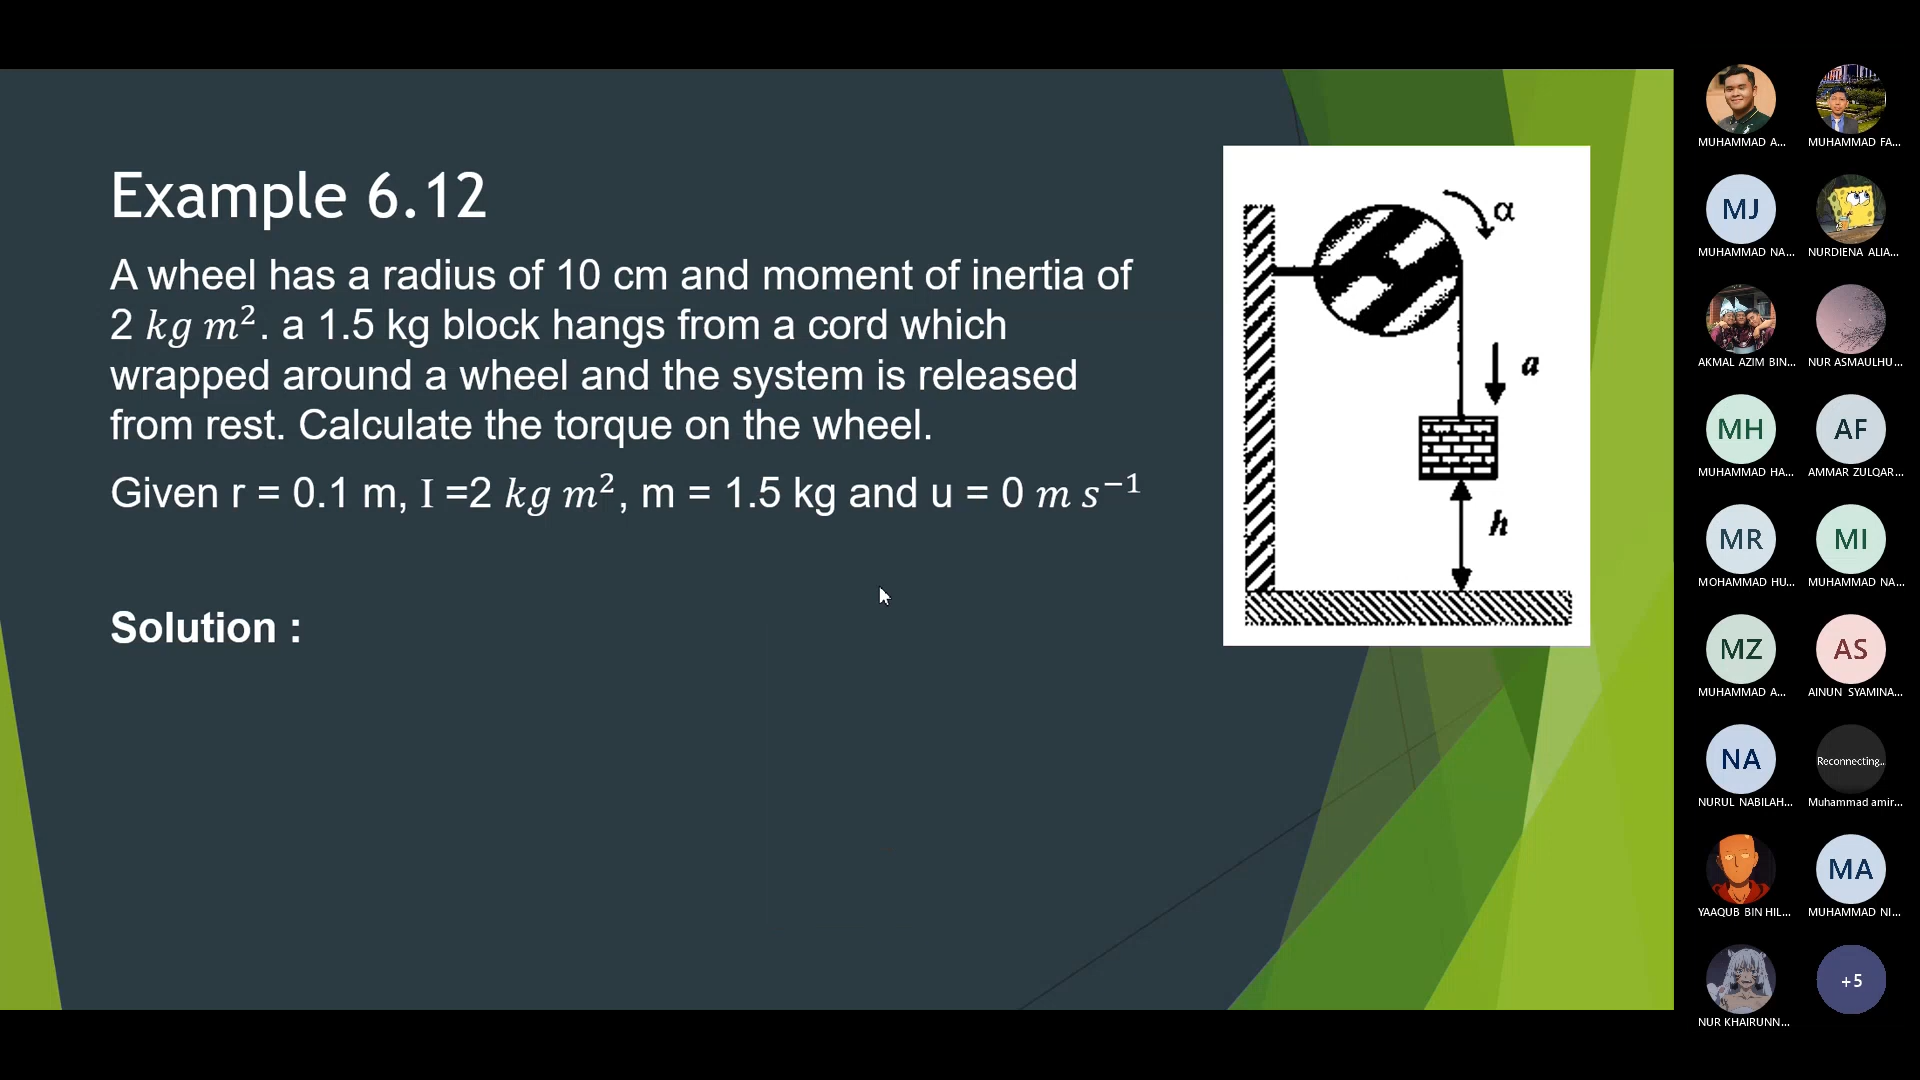 Example 6.12
A wheel has a radius of 10 cm and moment of inertia of
2 kg m². a 1.5 kg block hangs from a cord which
wrapped around a wheel and the system is released
from rest. Calculate the torque on the wheel.
Given r = 0.1 m, I =2 kg m², m = 1.5 kg and u = 0 m s⁻¹
Solution :
α
a
h
MUHAMMAD A...
MUHAMMAD FA...
MJ
MUHAMMAD NA...
NURDIENA ALIA...
AKMAL AZIM BIN...
NUR ASMAULHU...
MH
AF
MUHAMMAD HA...
AMMAR ZULQAR...
MR
MI
MOHAMMAD HU...
MUHAMMAD NA...
MZ
AS
MUHAMMAD A...
AINUN SYAMINA...
NA
Reconnecting...
NURUL NABILAH...
Muhammad amir...
MA
YAAQUB BIN HIL...
MUHAMMAD NI...
+5
NUR KHAIRUNN...